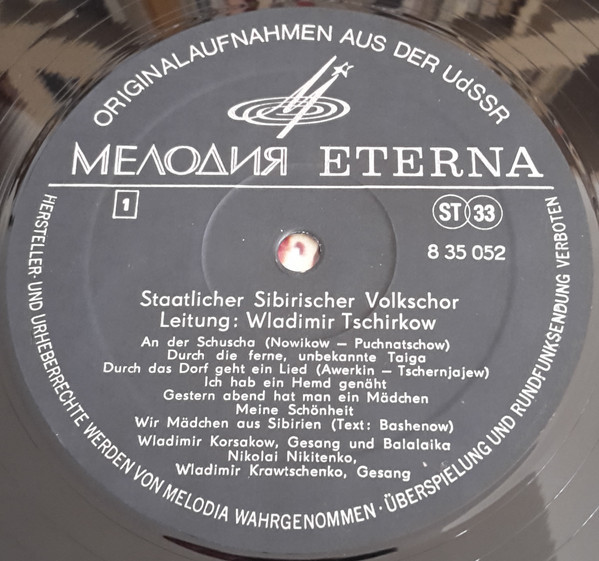 ORIGINALAUFNAHMEN AUS DER UdSSR
МЕЛОДИЯ ETERNA
1
ST 33
8 35 052
Staatlicher Sibirischer Volkschor
Leitung: Wladimir Tschirkow
An der Schuscha (Nowikow – Puchnatschow)
Durch die ferne, unbekannte Taiga
Durch das Dorf geht ein Lied (Awerkin – Tschernjajew)
Ich hab ein Hemd genäht
Gestern abend hat man ein Mädchen
Meine Schönheit
Wir Mädchen aus Sibirien (Text: Bashenow)
Wladimir Korsakow, Gesang und Balalaika
Nikolai Nikitenko,
Wladimir Krawtschenko, Gesang
HERSTELLER- UND URHEBERRECHTE WERDEN VON MELODIA WAHRGENOMMEN · ÜBERSPIELUNG UND RUNDFUNKSENDUNG VERBOTEN